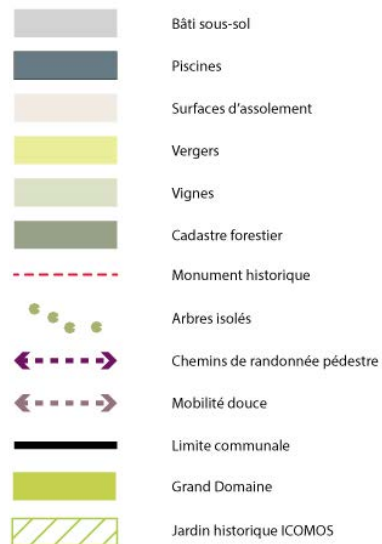 Bâti sous-sol
Piscines
Surfaces d'assolement
Vergers
Vignes
Cadastre forestier
Monument historique
Arbres isolés
Chemins de randonnée pédestre
Mobilité douce
Limite communale
Grand Domaine
Jardin historique ICOMOS